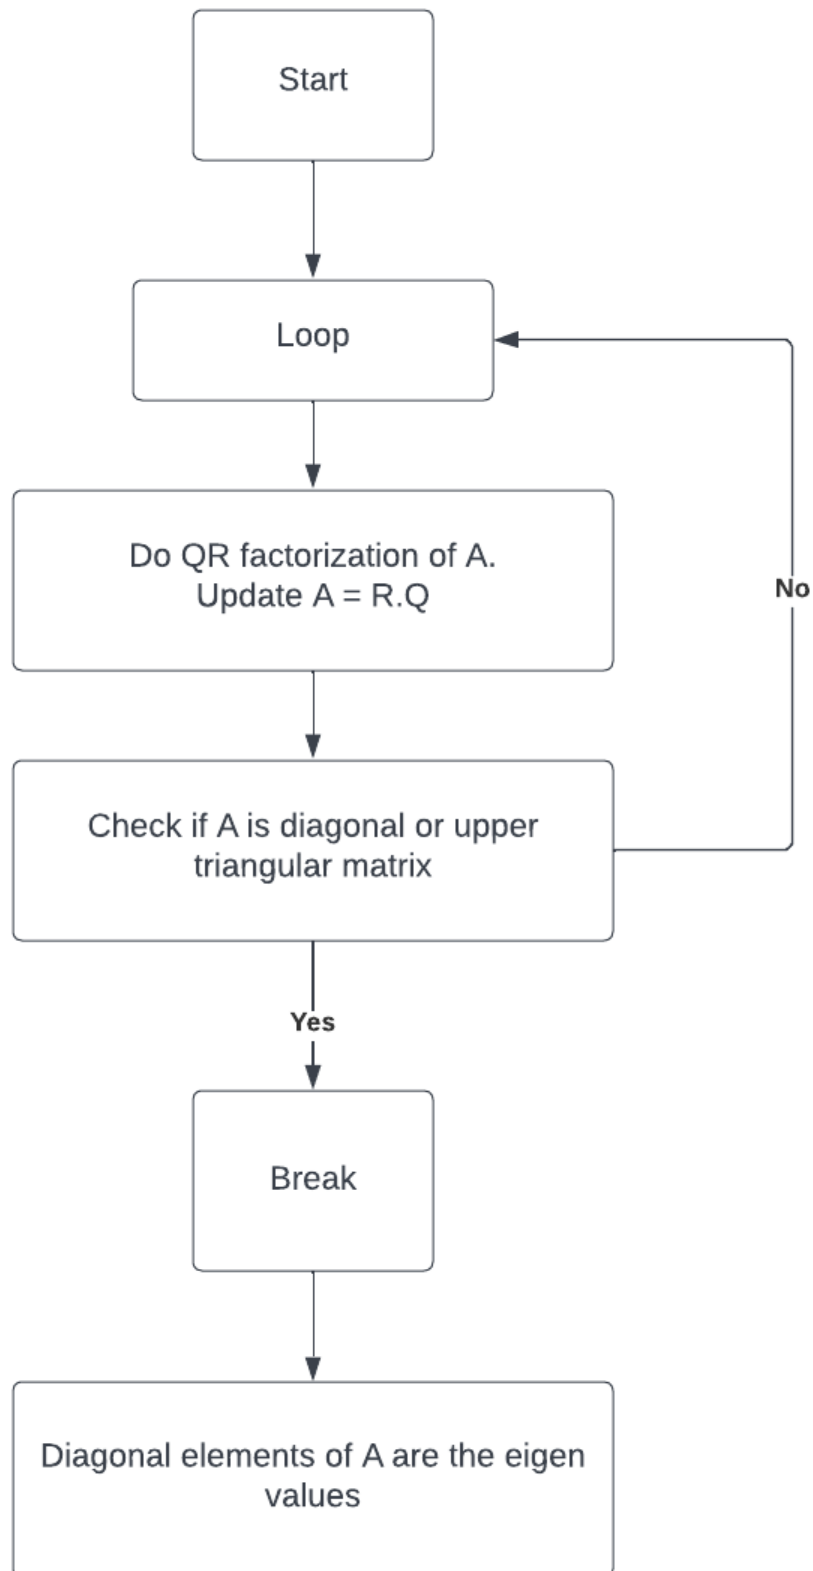 Start
Loop
Do QR factorization of A.
Update A = R.Q
No
Check if A is diagonal or upper
triangular matrix
Yes
Break
Diagonal elements of A are the eigen
values